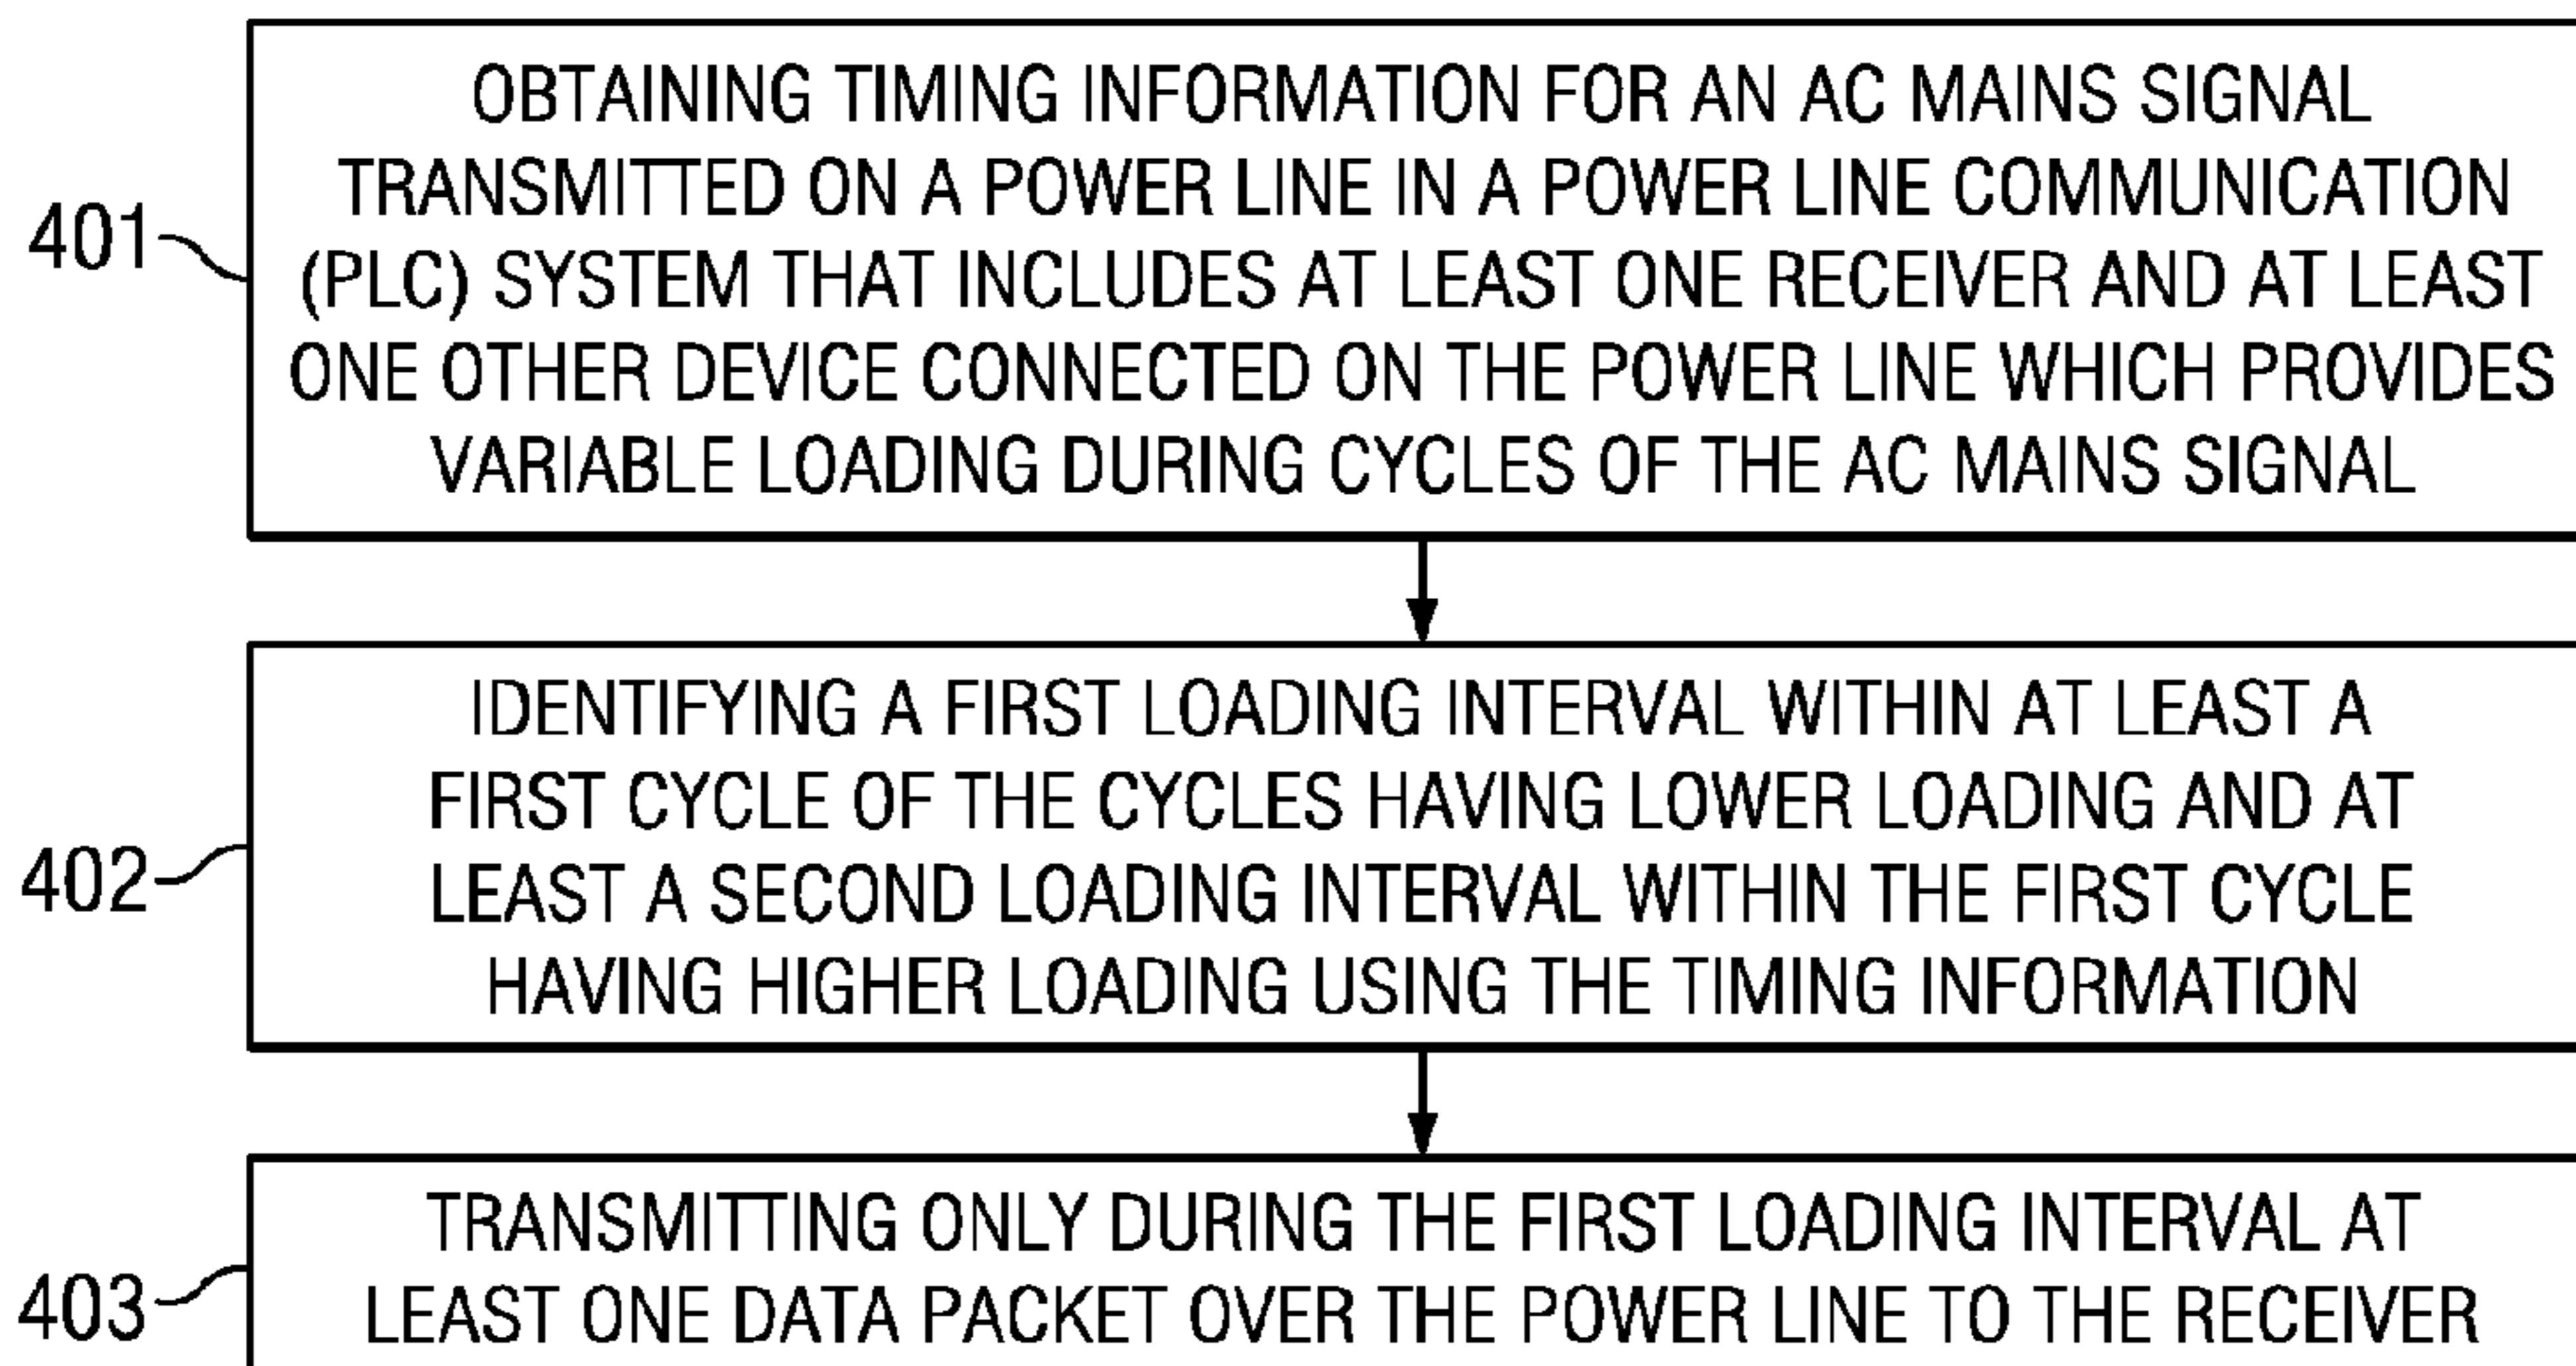 OBTAINING TIMING INFORMATION FOR AN AC MAINS SIGNAL
TRANSMITTED ON A POWER LINE IN A POWER LINE COMMUNICATION
401
(PLC) SYSTEM THAT INCLUDES AT LEAST ONE RECEIVER AND AT LEAST
ONE OTHER DEVICE CONNECTED ON THE POWER LINE WHICH PROVIDES
VARIABLE LOADING DURING CYCLES OF THE AC MAINS SIGNAL
IDENTIFYING A FIRST LOADING INTERVAL WITHIN AT LEAST A
FIRST CYCLE OF THE CYCLES HAVING LOWER LOADING AND AT
402
LEAST A SECOND LOADING INTERVAL WITHIN THE FIRST CYCLE
HAVING HIGHER LOADING USING THE TIMING INFORMATION
TRANSMITTING ONLY DURING THE FIRST LOADING INTERVAL AT
403
LEAST ONE DATA PACKET OVER THE POWER LINE TO THE RECEIVER